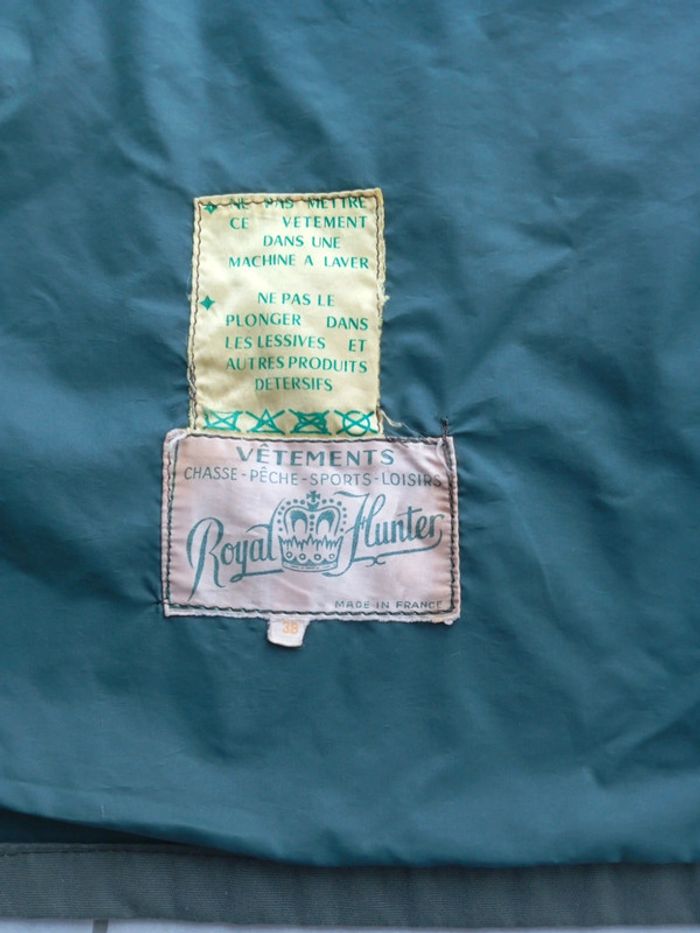 NE PAS METTRE
CE VETEMENT
DANS UNE
MACHINE A LAVER
NE PAS LE
PLONGER DANS
LES LESSIVES ET
AUTRES PRODUITS
DETERSIFS
VÊTEMENTS
CHASSE-PÊCHE-SPORTS-LOISIRS
Royal Hunter
MADE IN FRANCE
38